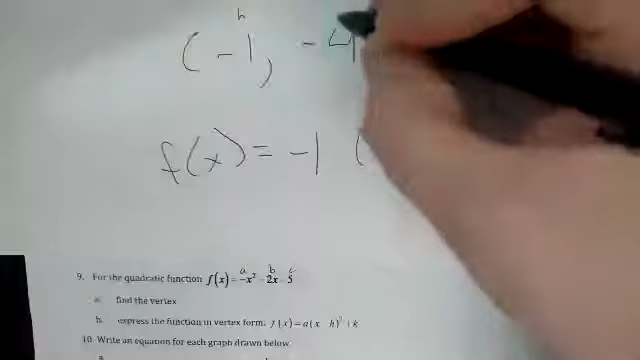 h
(-1, -4
f(x) = -1 (
a b c
9. For the quadratic function f(x) = -x² - 2x - 5
a. find the vertex
b. express the function in vertex form. f(x) = a(x h)² + k
10. Write an equation for each graph drawn below.
a